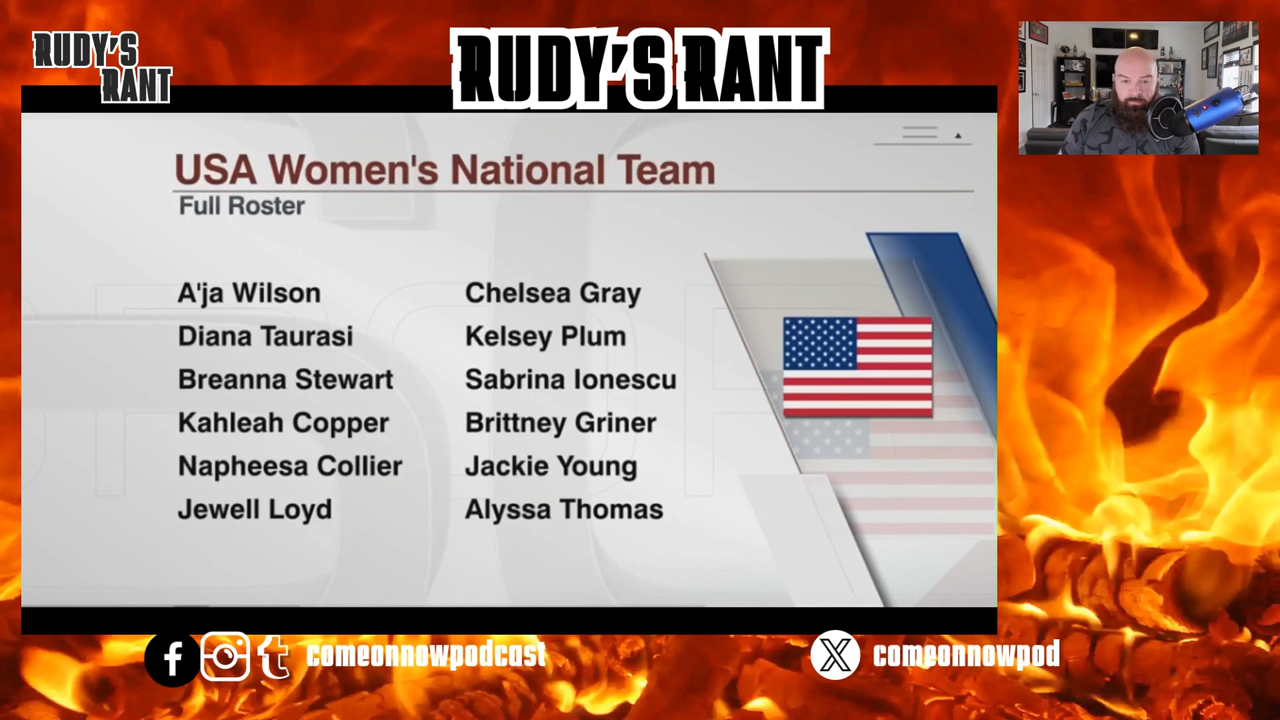 RUDY'S
RANT
RUDY'S RANT
USA Women's National Team
Full Roster
A'ja Wilson
Diana Taurasi
Breanna Stewart
Kahleah Copper
Napheesa Collier
Jewell Loyd
Chelsea Gray
Kelsey Plum
Sabrina Ionescu
Brittney Griner
Jackie Young
Alyssa Thomas
comeonnowpodcast
comeonnowpod